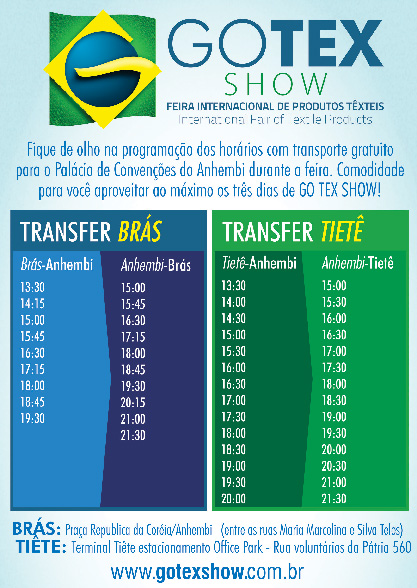 GOTEX
SHOW
FEIRA INTERNACIONAL DE PRODUTOS TÊXTEIS
International Fair of Textile Products
Fique de olho na programação dos horários com transporte gratuito
para o Palácio de Convenções do Anhembi durante a feira. Comodidade
para você aproveitar ao máximo os três dias de GO TEX SHOW!
TRANSFER BRÁS
Brás-Anhembi Anhembi-Brás
13:30 15:00
14:15 15:45
15:00 16:30
15:45 17:15
16:30 18:00
17:15 18:45
18:00 19:30
18:45 20:15
19:30 21:00
21:30
TRANSFER TIETÊ
Tietê-Anhembi Anhembi-Tietê
13:30 15:00
14:00 15:30
14:30 16:00
15:00 16:30
15:30 17:00
16:00 17:30
16:30 18:00
17:00 18:30
17:30 19:00
18:00 19:30
18:30 20:00
19:00 20:30
19:30 21:00
20:00 21:30
BRÁS: Praça Republica da Coréia/Anhembi (entre as ruas Maria Marcolina e Silva Teles)
TIÊTE: Terminal Tiête estacionamento Office Park - Rua voluntários da Pátria 560
www.gotexshow.com.br